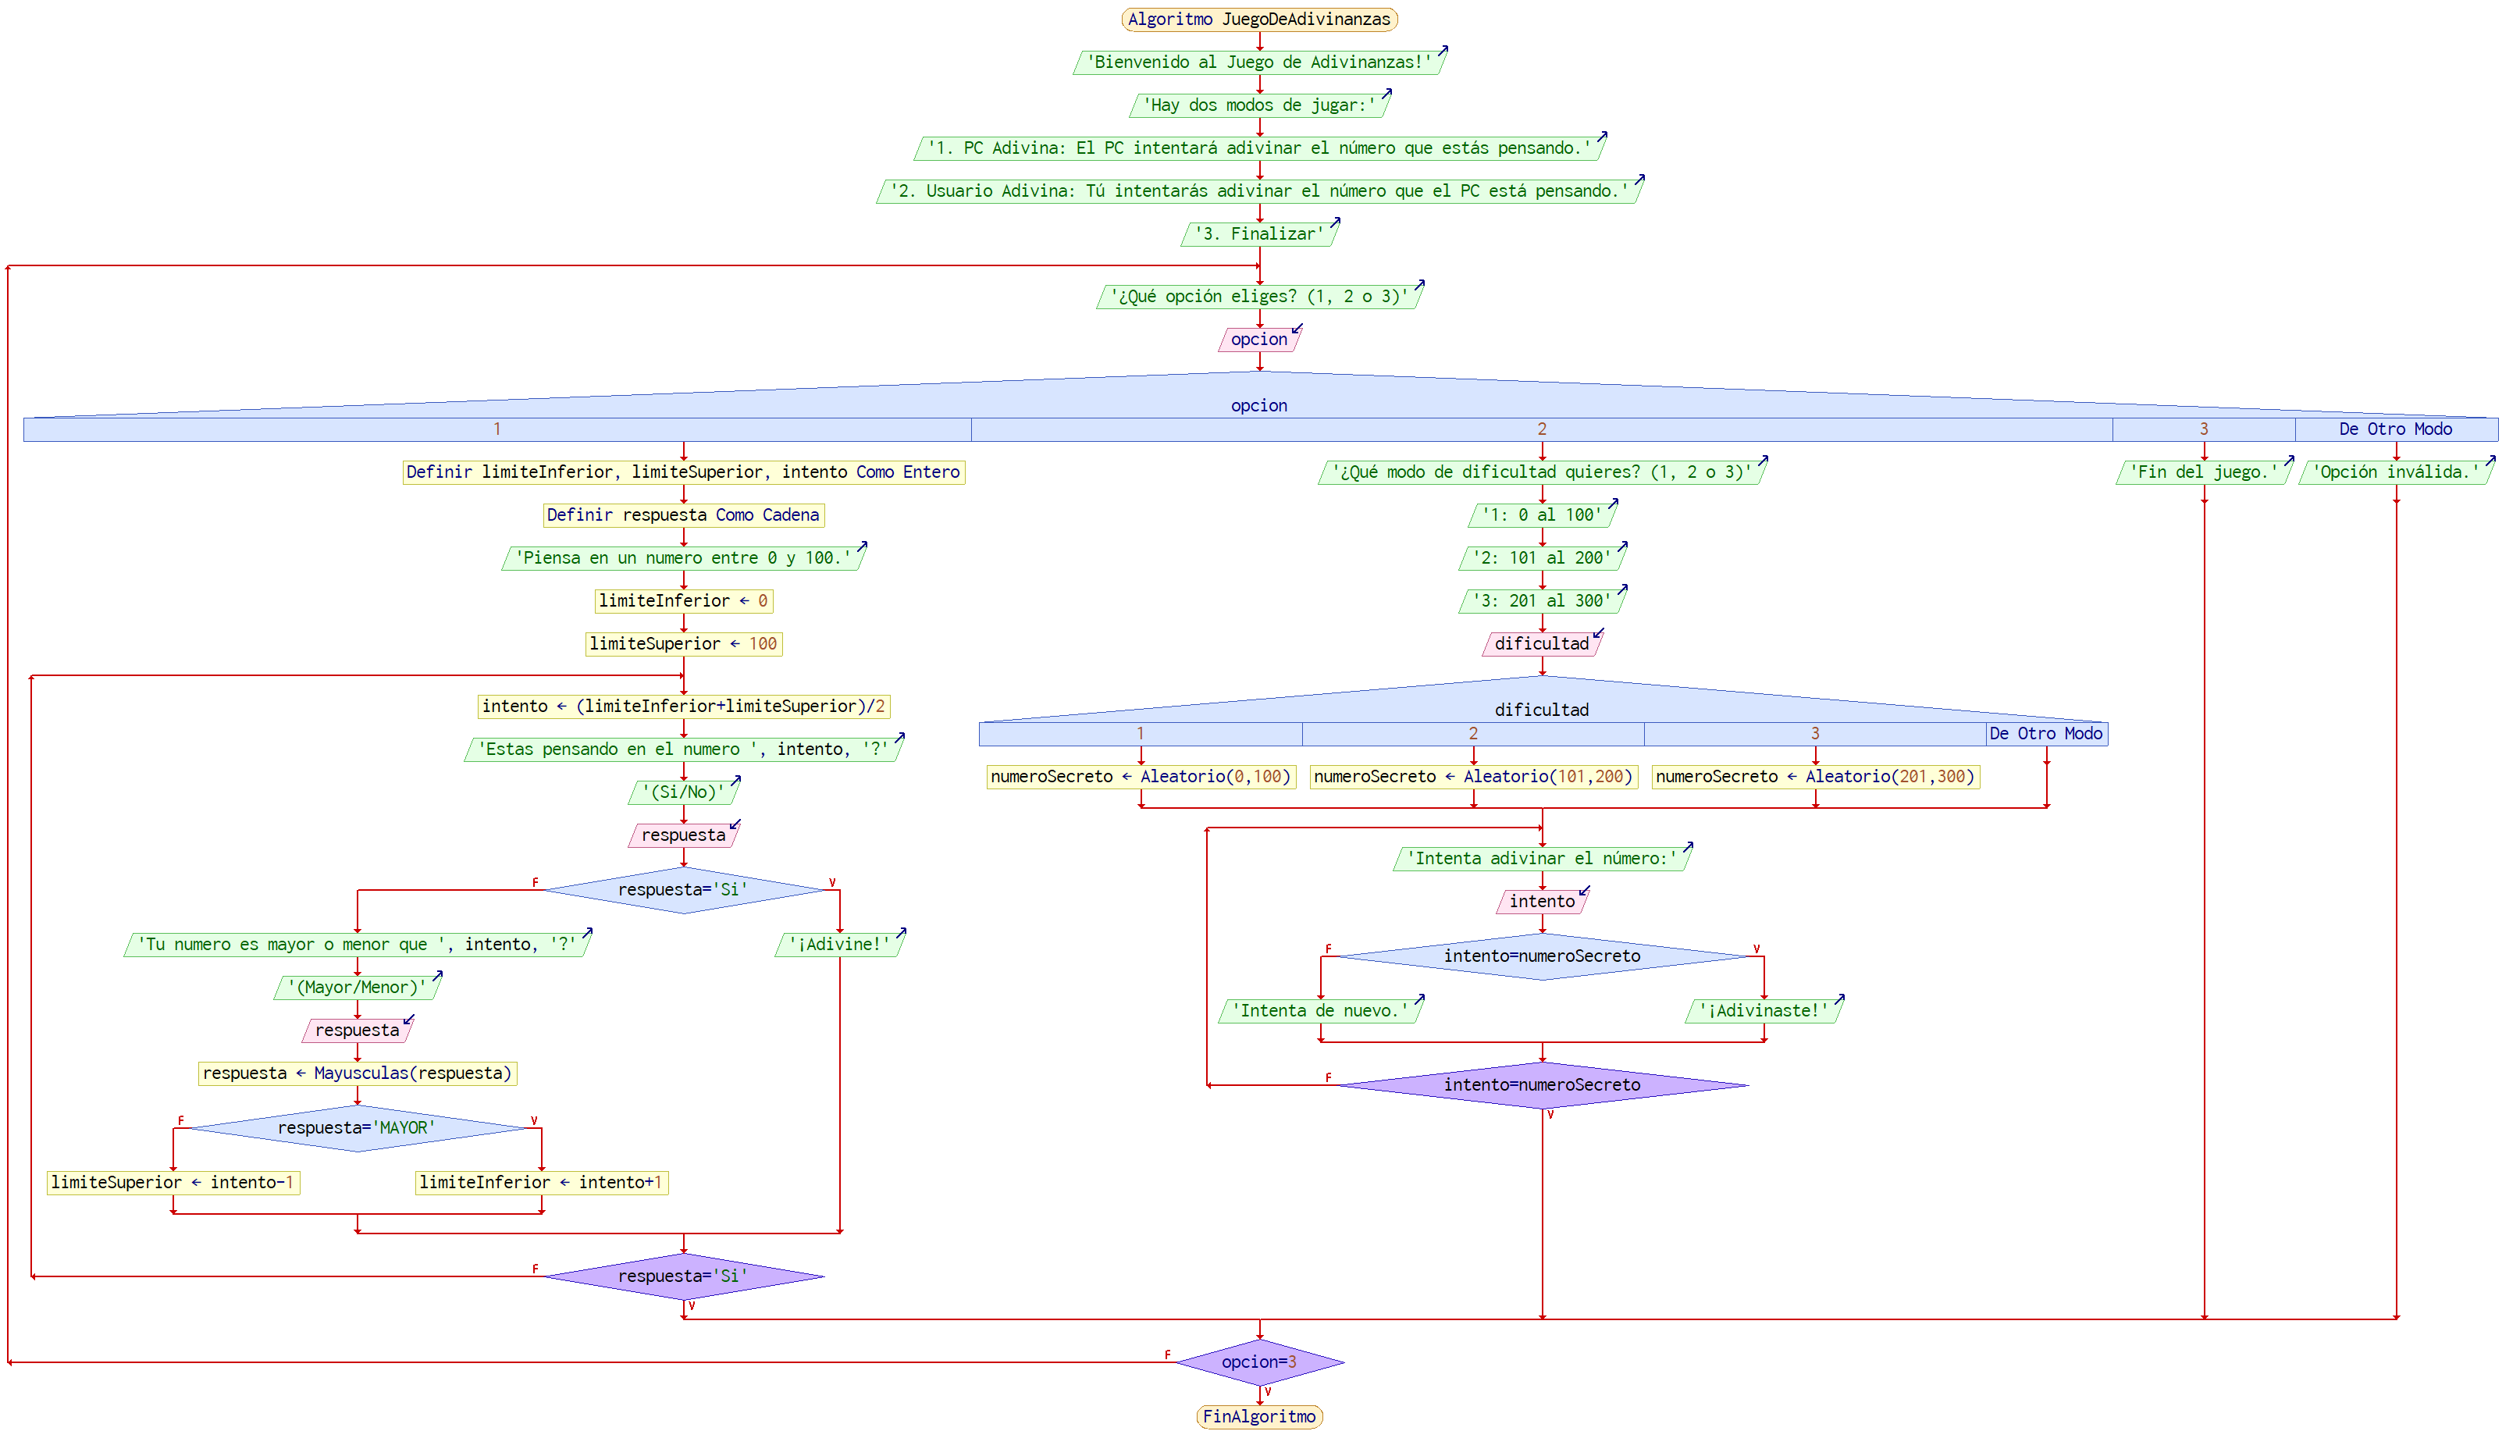 Algoritmo JuegoDeAdivinanzas
'Bienvenido al Juego de Adivinanzas!'
'Hay dos modos de jugar:'
'1. PC Adivina: El PC intentará adivinar el número que estás pensando.'
'2. Usuario Adivina: Tú intentarás adivinar el número que el PC está pensando.'
'3. Finalizar'
'¿Qué opción eliges? (1, 2 o 3)'
opcion
opcion
1
Definir limiteInferior, limiteSuperior, intento Como Entero
Definir respuesta Como Cadena
'Piensa en un numero entre 0 y 100.'
limiteInferior ← 0
limiteSuperior ← 100
intento ← (limiteInferior+limiteSuperior)/2
'Estas pensando en el numero ', intento, '?'
'(Si/No)'
respuesta
respuesta='Si'
F
V
'Tu numero es mayor o menor que ', intento, '?'
'(Mayor/Menor)'
respuesta
respuesta ← Mayusculas(respuesta)
respuesta='MAYOR'
F
V
limiteSuperior ← intento-1
limiteInferior ← intento+1
'¡Adivine!'
respuesta='Si'
F
V
2
'¿Qué modo de dificultad quieres? (1, 2 o 3)'
'1: 0 al 100'
'2: 101 al 200'
'3: 201 al 300'
dificultad
dificultad
1
2
3
De Otro Modo
numeroSecreto ← Aleatorio(0,100)
numeroSecreto ← Aleatorio(101,200)
numeroSecreto ← Aleatorio(201,300)
'Intenta adivinar el número:'
intento
intento=numeroSecreto
F
V
'Intenta de nuevo.'
'¡Adivinaste!'
intento=numeroSecreto
F
V
3
'Fin del juego.'
De Otro Modo
'Opción inválida.'
opcion=3
F
V
FinAlgoritmo